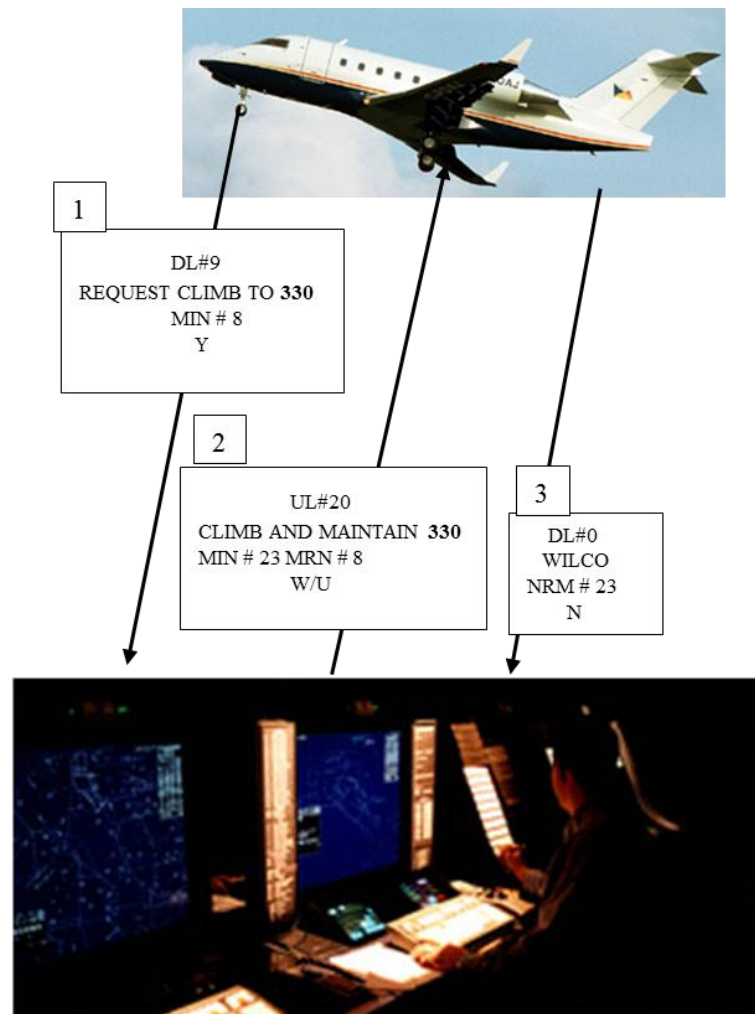 1
DL#9
REQUEST CLIMB TO 330
MIN # 8
Y
2
UL#20
CLIMB AND MAINTAIN 330
MIN # 23 MRN # 8
W/U
3
DL#0
WILCO
NRM # 23
N